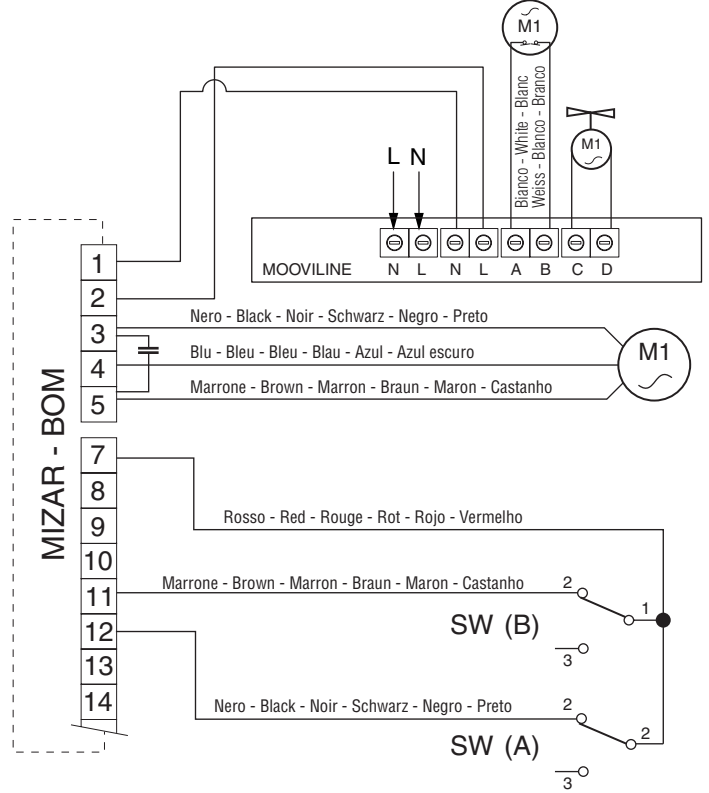 M1
Bianco - White - Blanc
Weiss - Blanco - Branco
M1
L N
MOOVILINE
N L N L A B C D
MIZAR - BOM
1
2
3
4
5
Nero - Black - Noir - Schwarz - Negro - Preto
Blu - Bleu - Bleu - Blau - Azul - Azul escuro
Marrone - Brown - Marron - Braun - Maron - Castanho
M1
7
8
9
10
11
12
13
14
Rosso - Red - Rouge - Rot - Rojo - Vermelho
Marrone - Brown - Marron - Braun - Maron - Castanho
2
1
SW (B)
3
Nero - Black - Noir - Schwarz - Negro - Preto
2
2
SW (A)
3